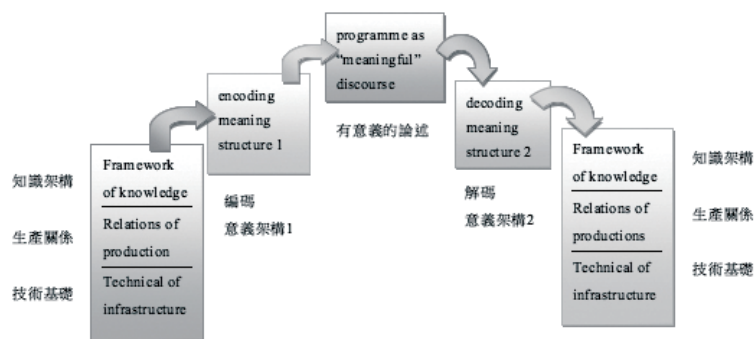 programme as
“meaningful”
discourse
有意義的論述
encoding
meaning
structure 1
編碼
意義架構1
decoding
meaning
structure 2
解碼
意義架構2
知識架構
生產關係
技術基礎
Framework
of knowledge
Relations of
production
Technical of
infrastructure
Framework
of knowledge
Relations of
productions
Technical of
infrastructure
知識架構
生產關係
技術基礎